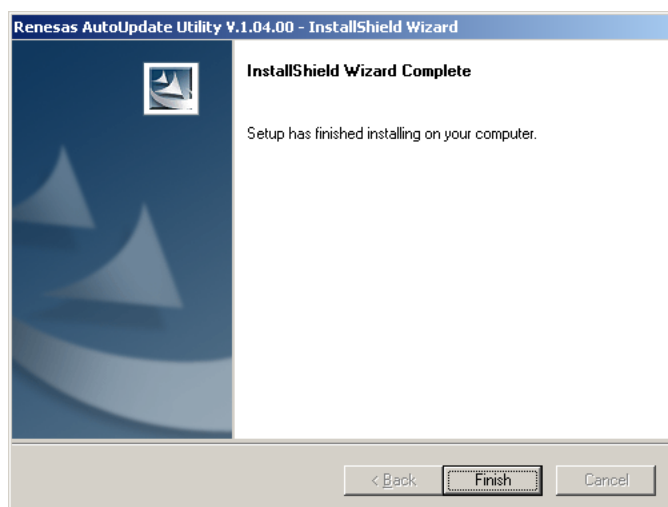 Renesas AutoUpdate Utility V.1.04.00 - InstallShield Wizard
InstallShield Wizard Complete
Setup has finished installing on your computer.
< Back Finish Cancel